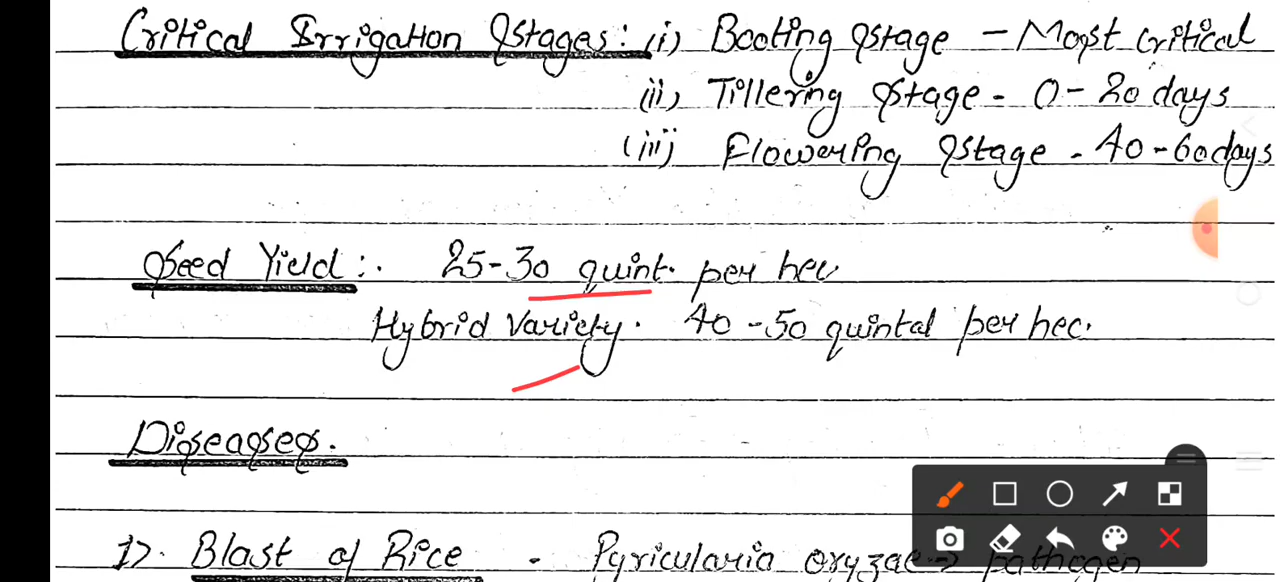 Critical Irrigation Stages: (i) Booting Stage - Most Critical
(ii) Tillering Stage - 0-20 days
(iii) Flowering Stage - 40-60 days
Seed Yield :- 25-30 quint. per hec
Hybrid Variety. 40-50 quintal per hec.
Diseases.
1). Blast of Rice - Pyricularia oryzae → pathogen